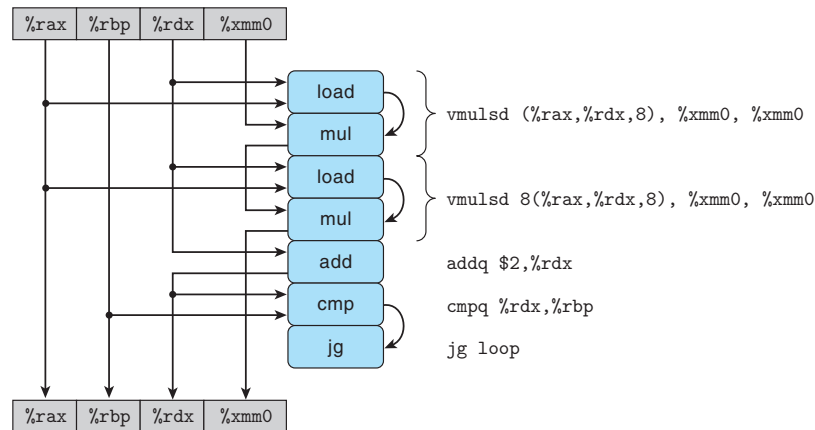 %rax %rbp %rdx %xmm0
load
mul
vmulsd (%rax,%rdx,8), %xmm0, %xmm0
load
mul
vmulsd 8(%rax,%rdx,8), %xmm0, %xmm0
add
addq $2,%rdx
cmp
cmpq %rdx,%rbp
jg
jg loop
%rax %rbp %rdx %xmm0